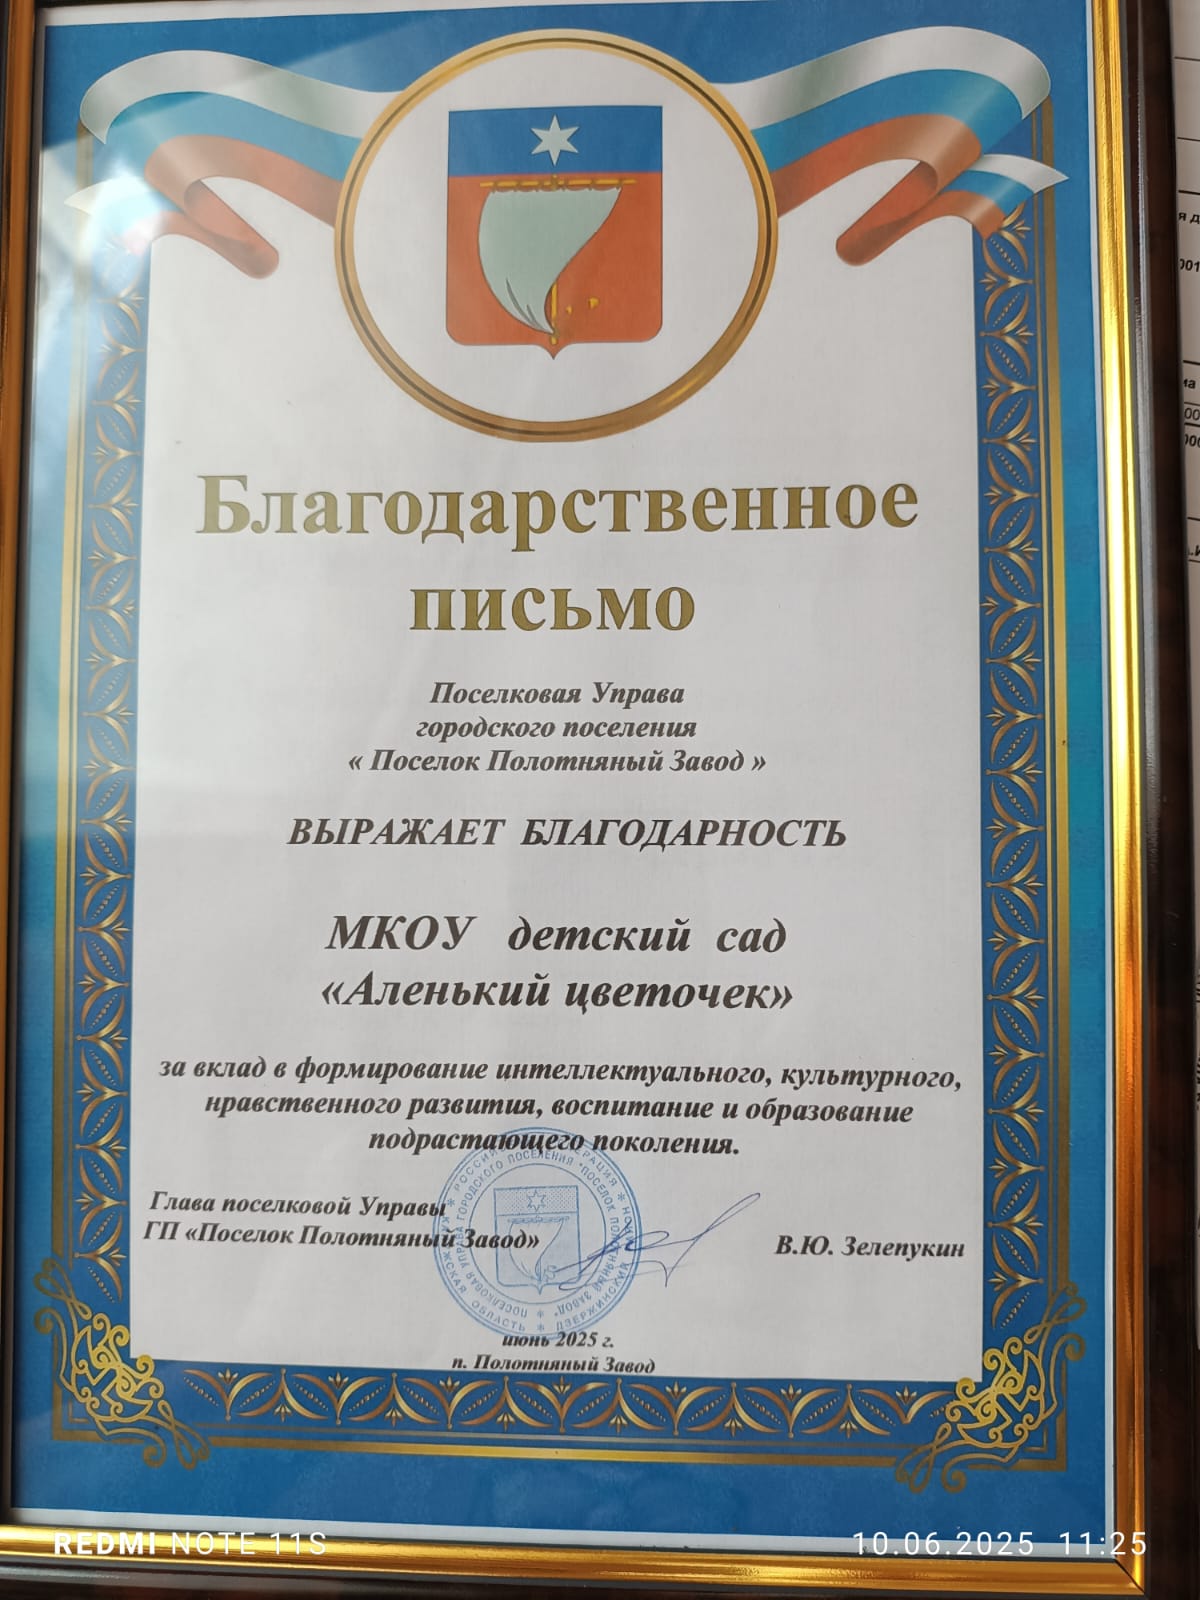 Благодарственное
письмо
Поселковая Управа
городского поселения
« Поселок Полотняный Завод »
ВЫРАЖАЕТ БЛАГОДАРНОСТЬ
МКОУ детский сад
«Аленький цветочек»
за вклад в формирование интеллектуального, культурного,
нравственного развития, воспитание и образование
подрастающего поколения.
Глава поселковой Управы
ГП «Поселок Полотняный Завод»
В.Ю. Зелепукин
июнь 2025 г.
п. Полотняный Завод
REDMI NOTE 11S
10.06.2025 11:25